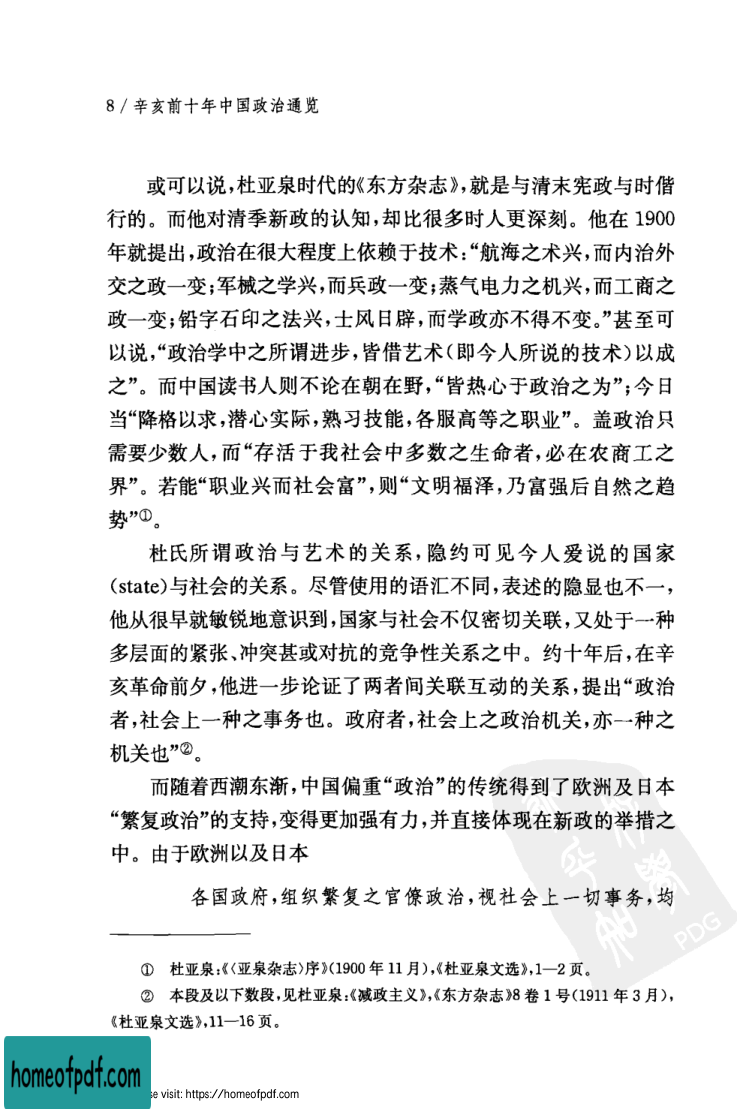 8/辛亥前十年中国政治通览
或可以说,杜亚泉时代的《东方杂志》,就是与清末宪政与时偕
行的。而他对清季新政的认知,却比很多时人更深刻。他在 1900
年就提出,政治在很大程度上依赖于技术:“航海之术兴,而内治外
交之政一变;军械之学兴,而兵政一变;蒸气电力之机兴,而工商之
政一变;铅字石印之法兴,士风日辟,而学政亦不得不变。”甚至可
以说,“政治学中之所谓进步,皆借艺术(即今人所说的技术)以成
之”。而中国读书人则不论在朝在野,“皆热心于政治之为”;今日
当“降格以求,潜心实际,熟习技能,各服高等之职业”。盖政治只
需要少数人,而“存活于我社会中多数之生命者,必在农商工之
界”。若能“职业兴而社会富”,则“文明福泽,乃富强后自然之趋
势”①。
杜氏所谓政治与艺术的关系,隐约可见今人爱说的国家
(state)与社会的关系。尽管使用的语汇不同,表述的隐显也不一,
他从很早就敏锐地意识到,国家与社会不仅密切关联,又处于一种
多层面的紧张、冲突甚或对抗的竞争性关系之中。约十年后,在辛
亥革命前夕,他进一步论证了两者间关联互动的关系,提出“政治
者,社会上一种之事务也。政府者,社会上之政治机关,亦一种之
机关也”②。
而随着西潮东渐,中国偏重“政治”的传统得到了欧洲及日本
“繁复政治”的支持,变得更加强有力,并直接体现在新政的举措之
中。由于欧洲以及日本
各国政府,组织繁复之官僚政治,视社会上一切事务,均
① 杜亚泉:《〈亚泉杂志〉序》(1900 年 11 月),《杜亚泉文选》,1—2 页。
② 本段及以下数段,见杜亚泉:《减政主义》,《东方杂志》8 卷 1 号(1911 年 3 月),
《杜亚泉文选》,11—16 页。
PDG
homeofpdf.com
se visit: https://homeofpdf.com